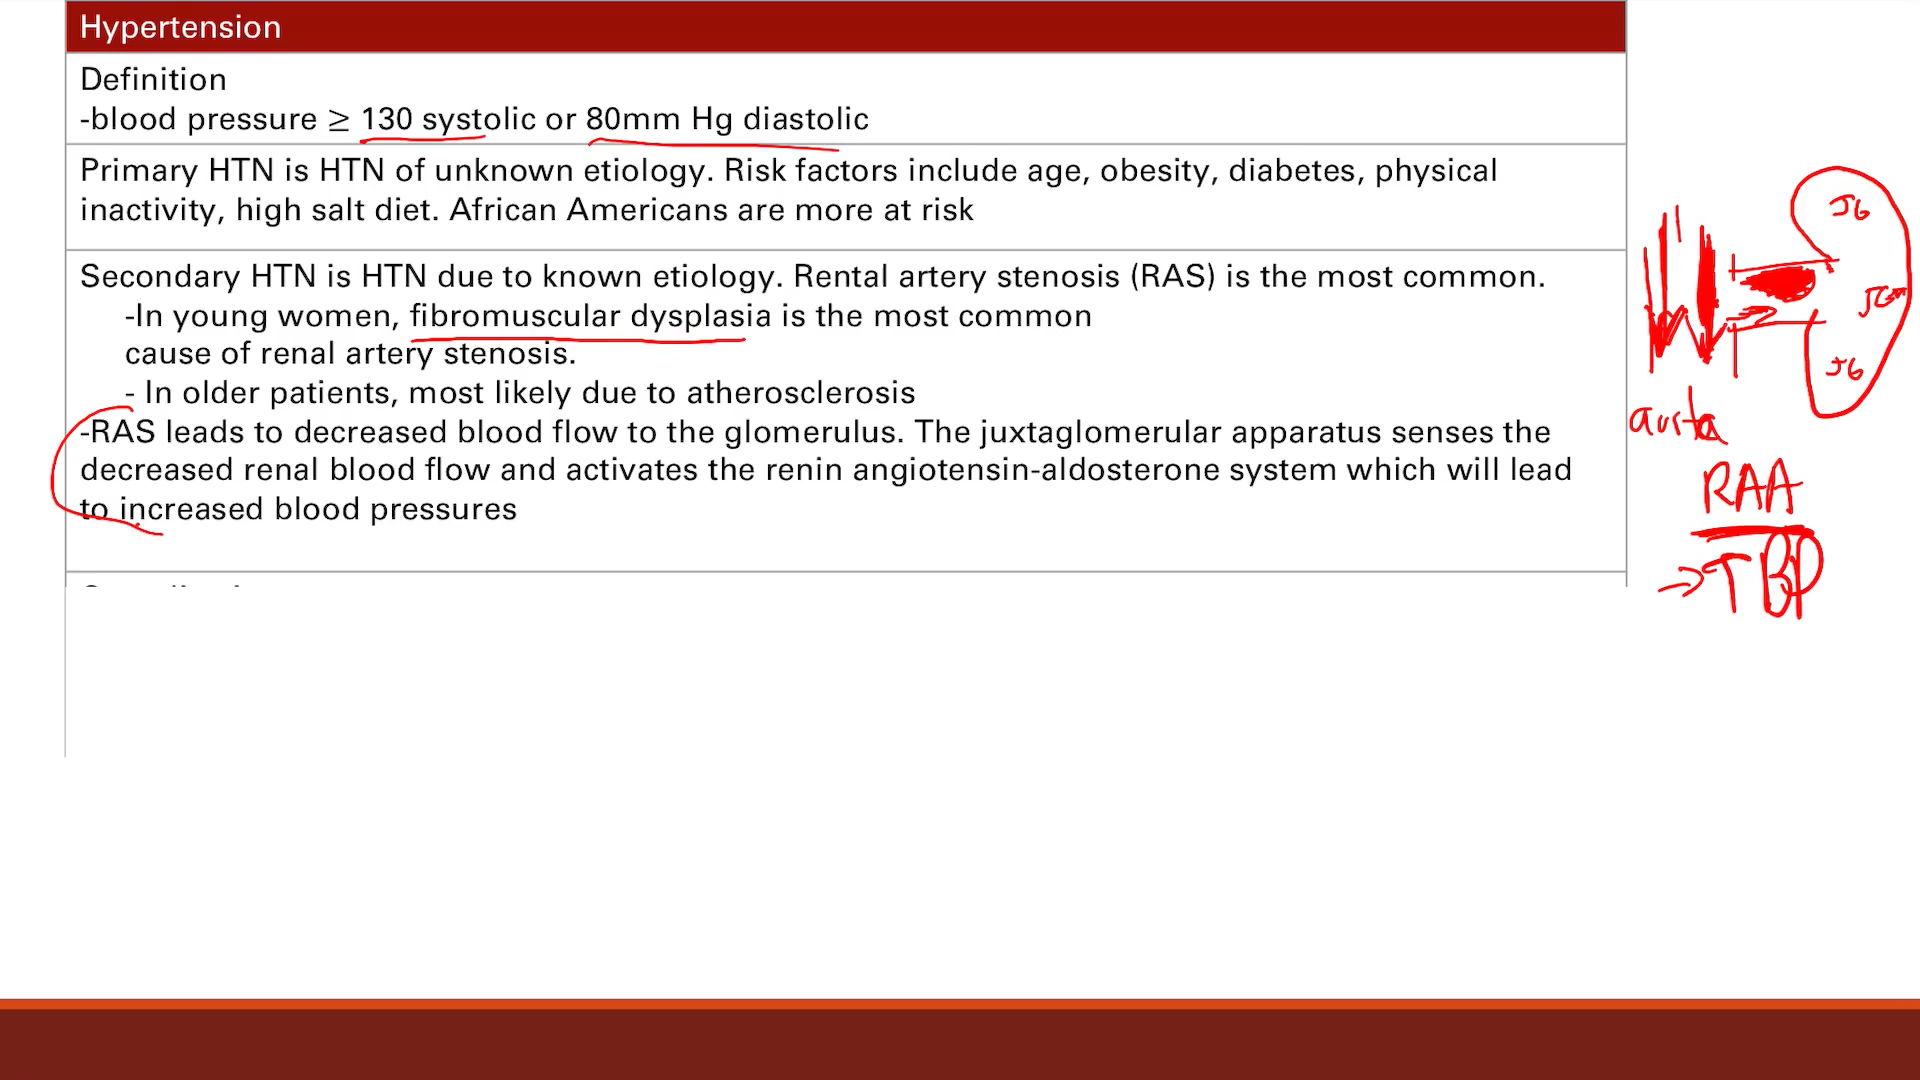 Hypertension
Definition
-blood pressure ≥ 130 systolic or 80mm Hg diastolic
Primary HTN is HTN of unknown etiology. Risk factors include age, obesity, diabetes, physical
inactivity, high salt diet. African Americans are more at risk
Secondary HTN is HTN due to known etiology. Rental artery stenosis (RAS) is the most common.
-In young women, fibromuscular dysplasia is the most common
cause of renal artery stenosis.
- In older patients, most likely due to atherosclerosis
-RAS leads to decreased blood flow to the glomerulus. The juxtaglomerular apparatus senses the
decreased renal blood flow and activates the renin angiotensin-aldosterone system which will lead
to increased blood pressures
JG
JG
JG
aorta
RAA
→↑BP